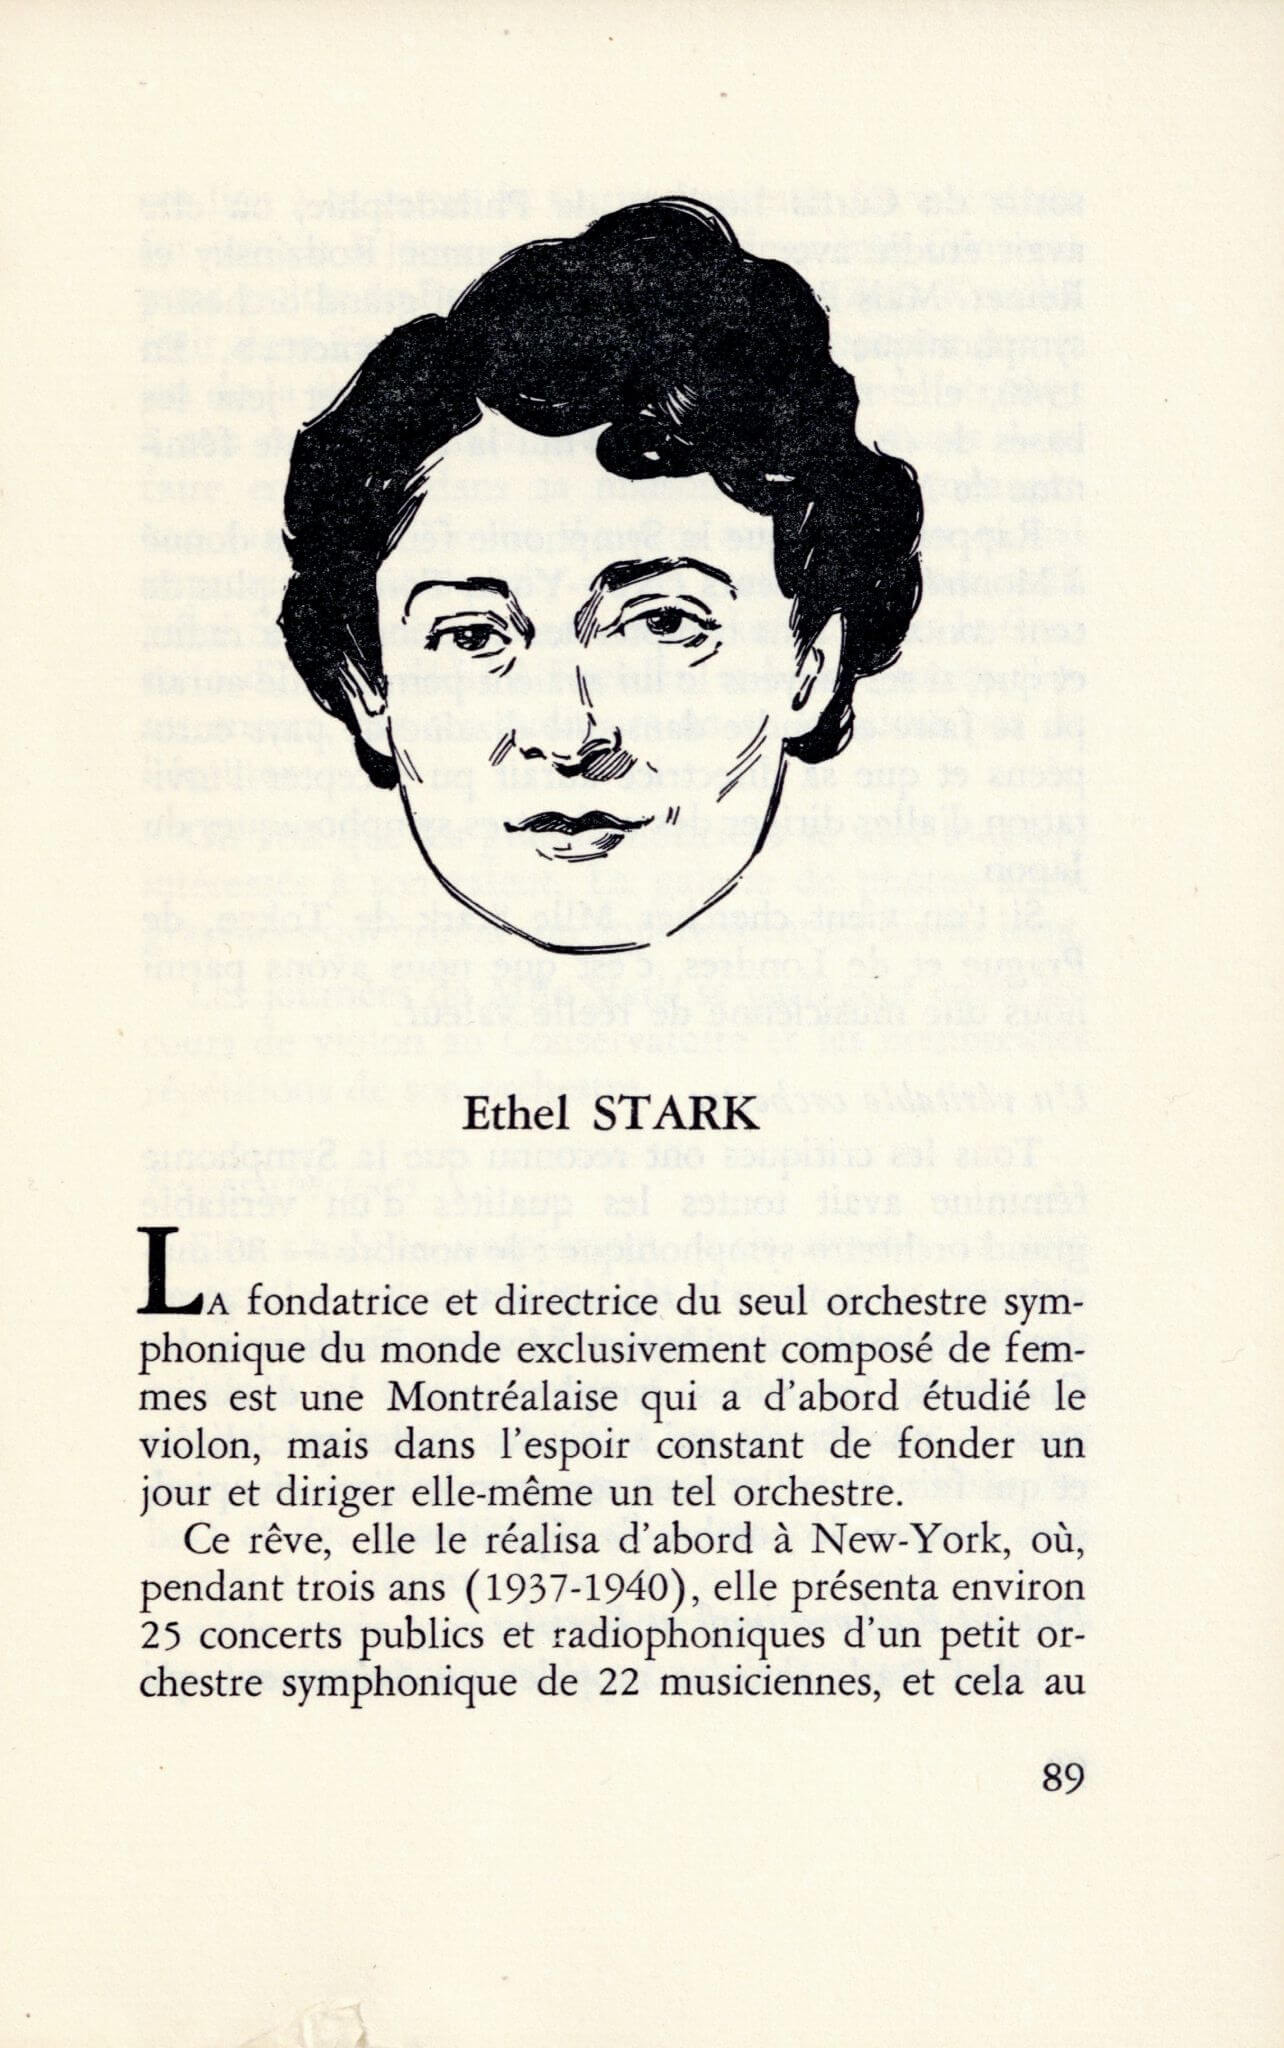 Ethel STARK
LA fondatrice et directrice du seul orchestre sym-
phonique du monde exclusivement composé de fem-
mes est une Montréalaise qui a d'abord étudié le
violon, mais dans l'espoir constant de fonder un
jour et diriger elle-même un tel orchestre.
Ce rêve, elle le réalisa d'abord à New-York, où,
pendant trois ans (1937-1940), elle présenta environ
25 concerts publics et radiophoniques d'un petit or-
chestre symphonique de 22 musiciennes, et cela au
89